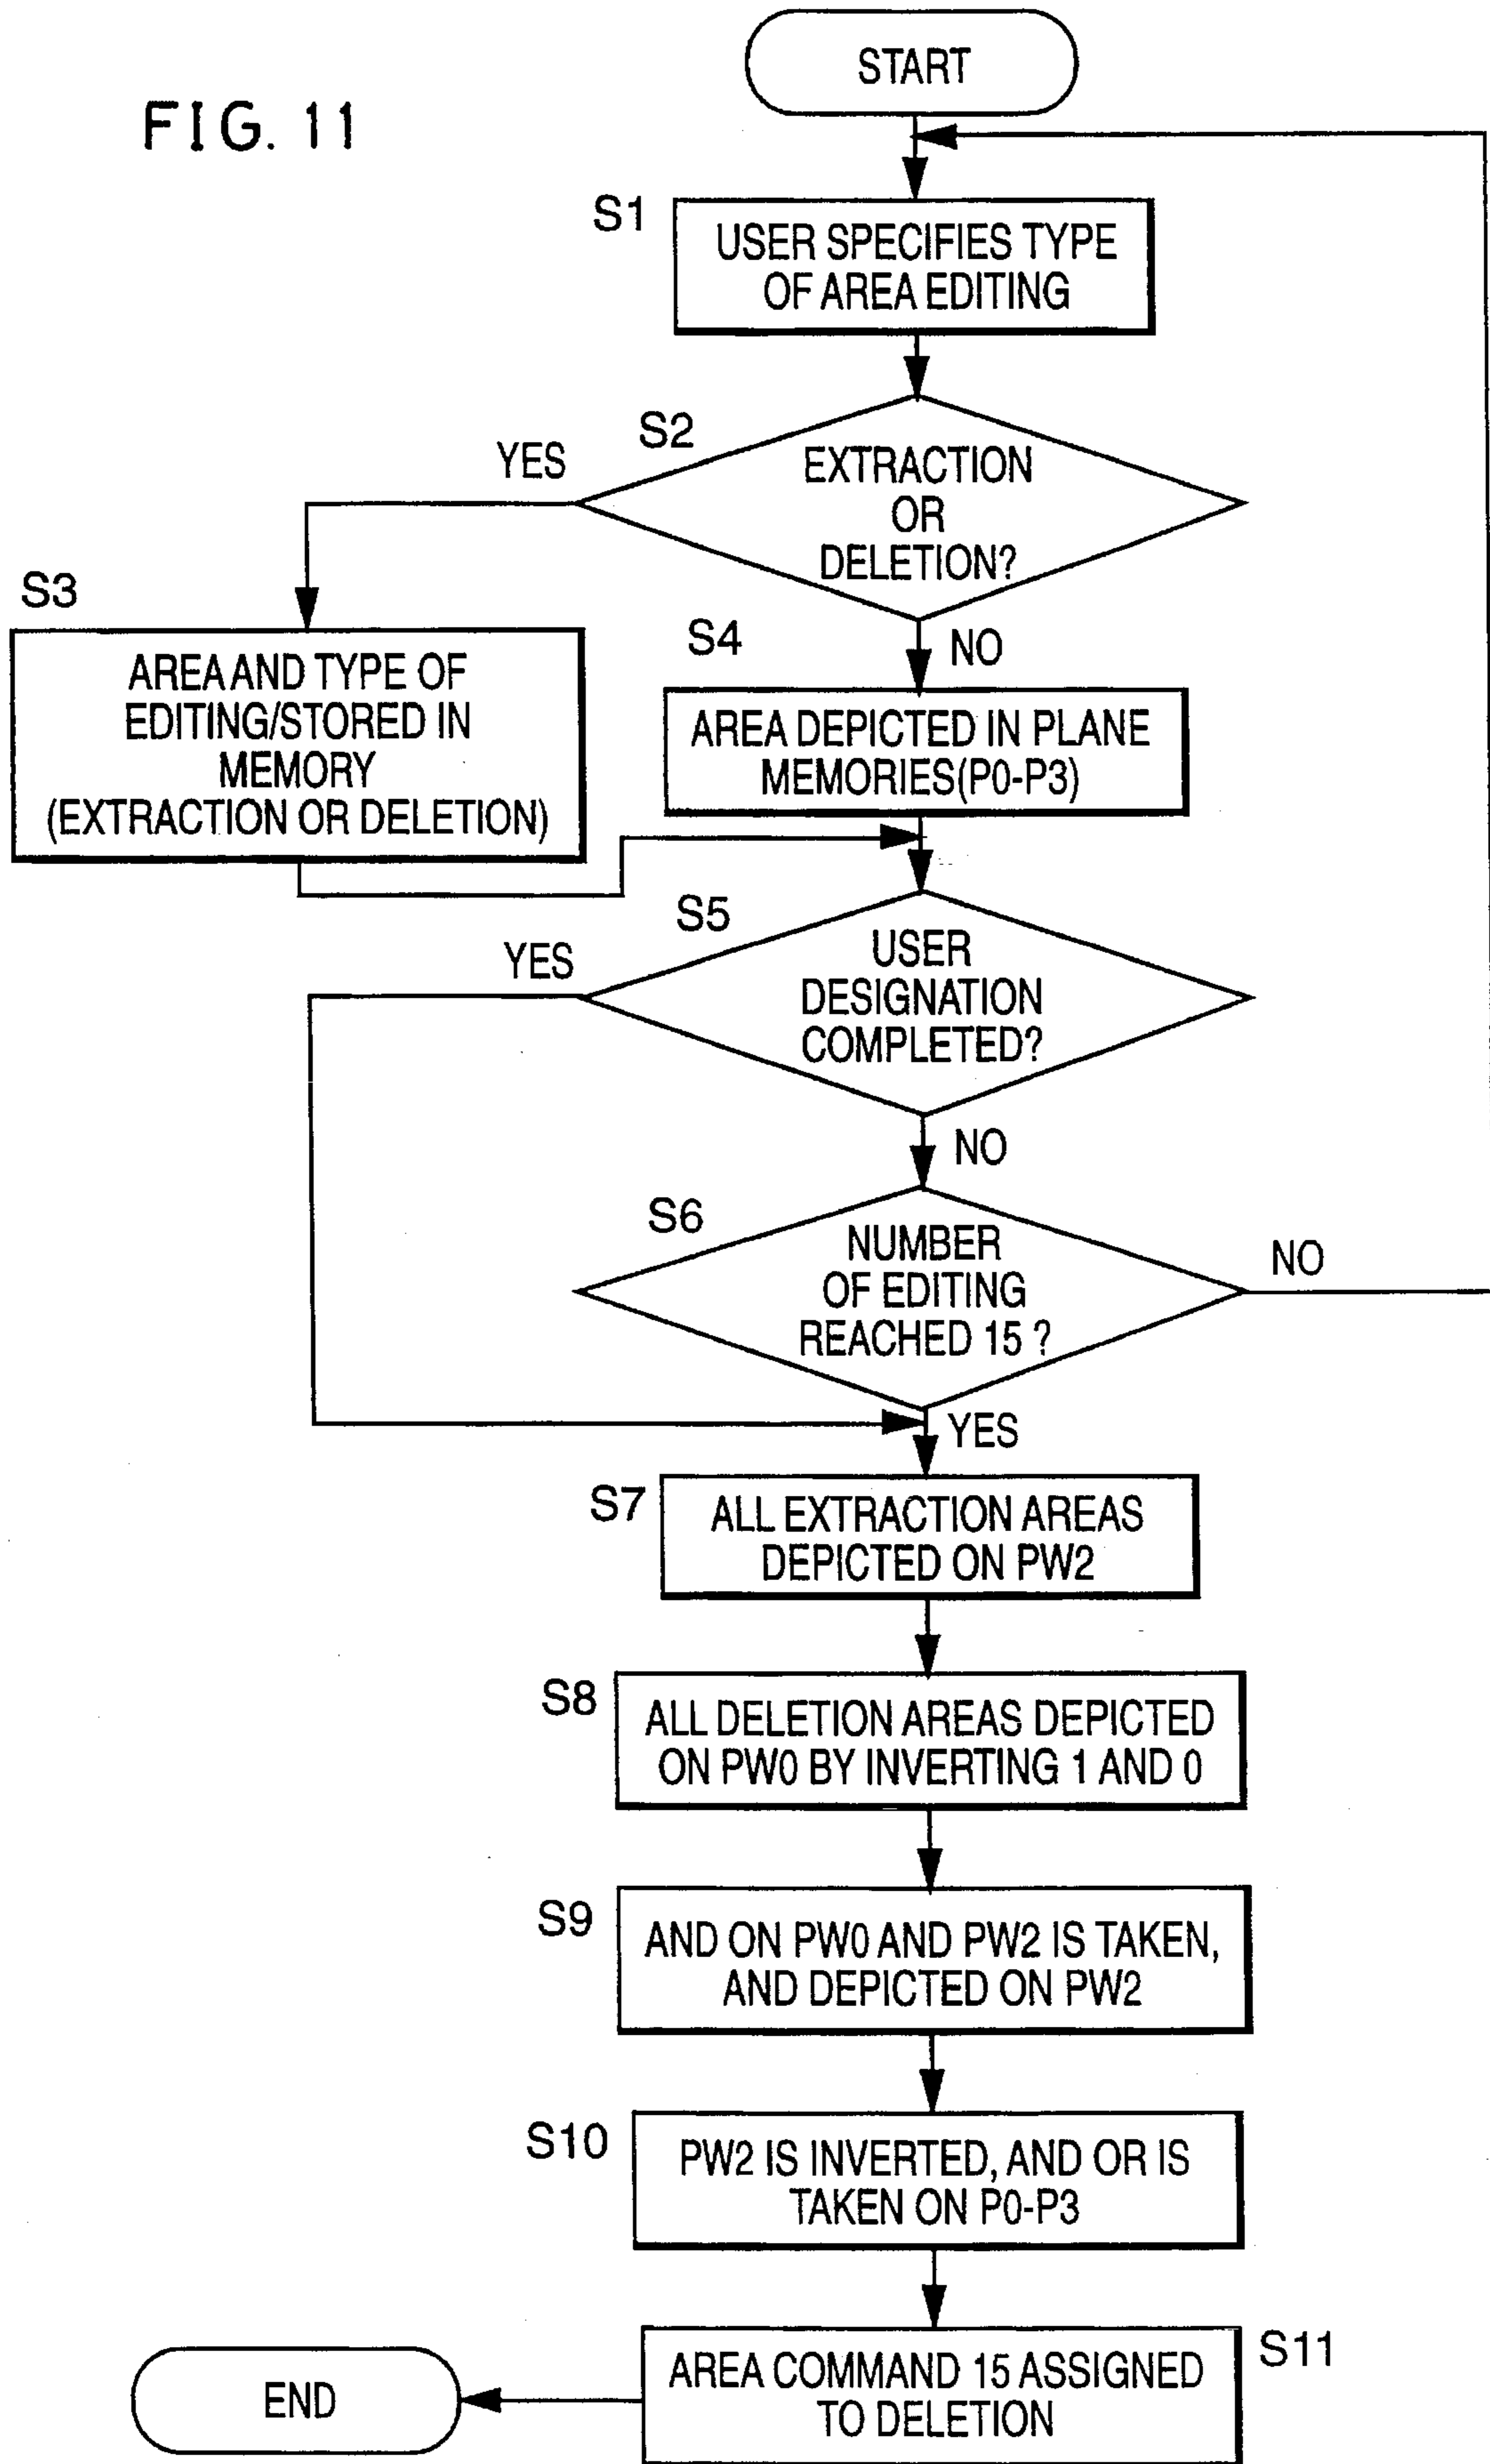 FIG. 11
START
S1
USER SPECIFIES TYPE
OF AREA EDITING
S2
YES
EXTRACTION
OR
DELETION?
S3
AREA AND TYPE OF
EDITING/STORED IN
MEMORY
(EXTRACTION OR DELETION)
NO
S4
AREA DEPICTED IN PLANE
MEMORIES(P0-P3)
S5
YES
USER
DESIGNATION
COMPLETED?
NO
S6
NUMBER
OF EDITING
REACHED 15 ?
NO
YES
S7
ALL EXTRACTION AREAS
DEPICTED ON PW2
S8
ALL DELETION AREAS DEPICTED
ON PW0 BY INVERTING 1 AND 0
S9
AND ON PW0 AND PW2 IS TAKEN,
AND DEPICTED ON PW2
S10
PW2 IS INVERTED, AND OR IS
TAKEN ON P0-P3
S11
AREA COMMAND 15 ASSIGNED
TO DELETION
END